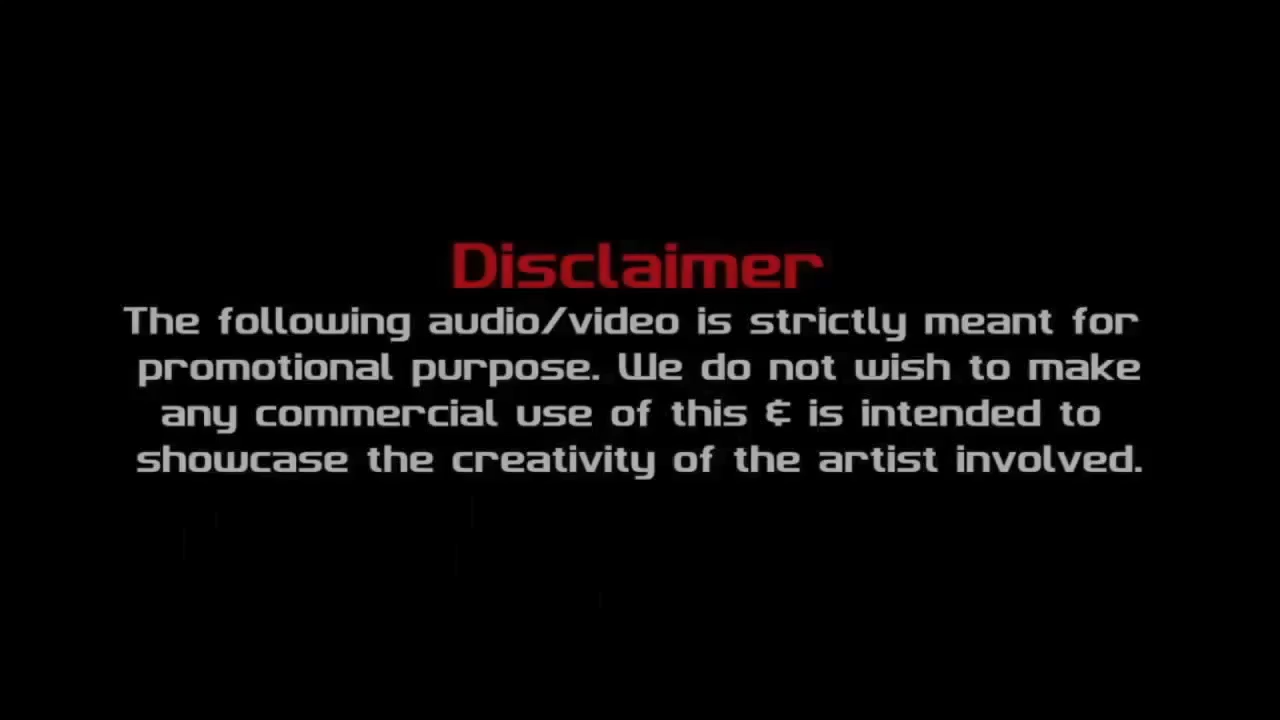 Disclaimer
The following audio/video is strictly meant for
promotional purpose. We do not wish to make
any commercial use of this & is intended to
showcase the creativity of the artist involved.